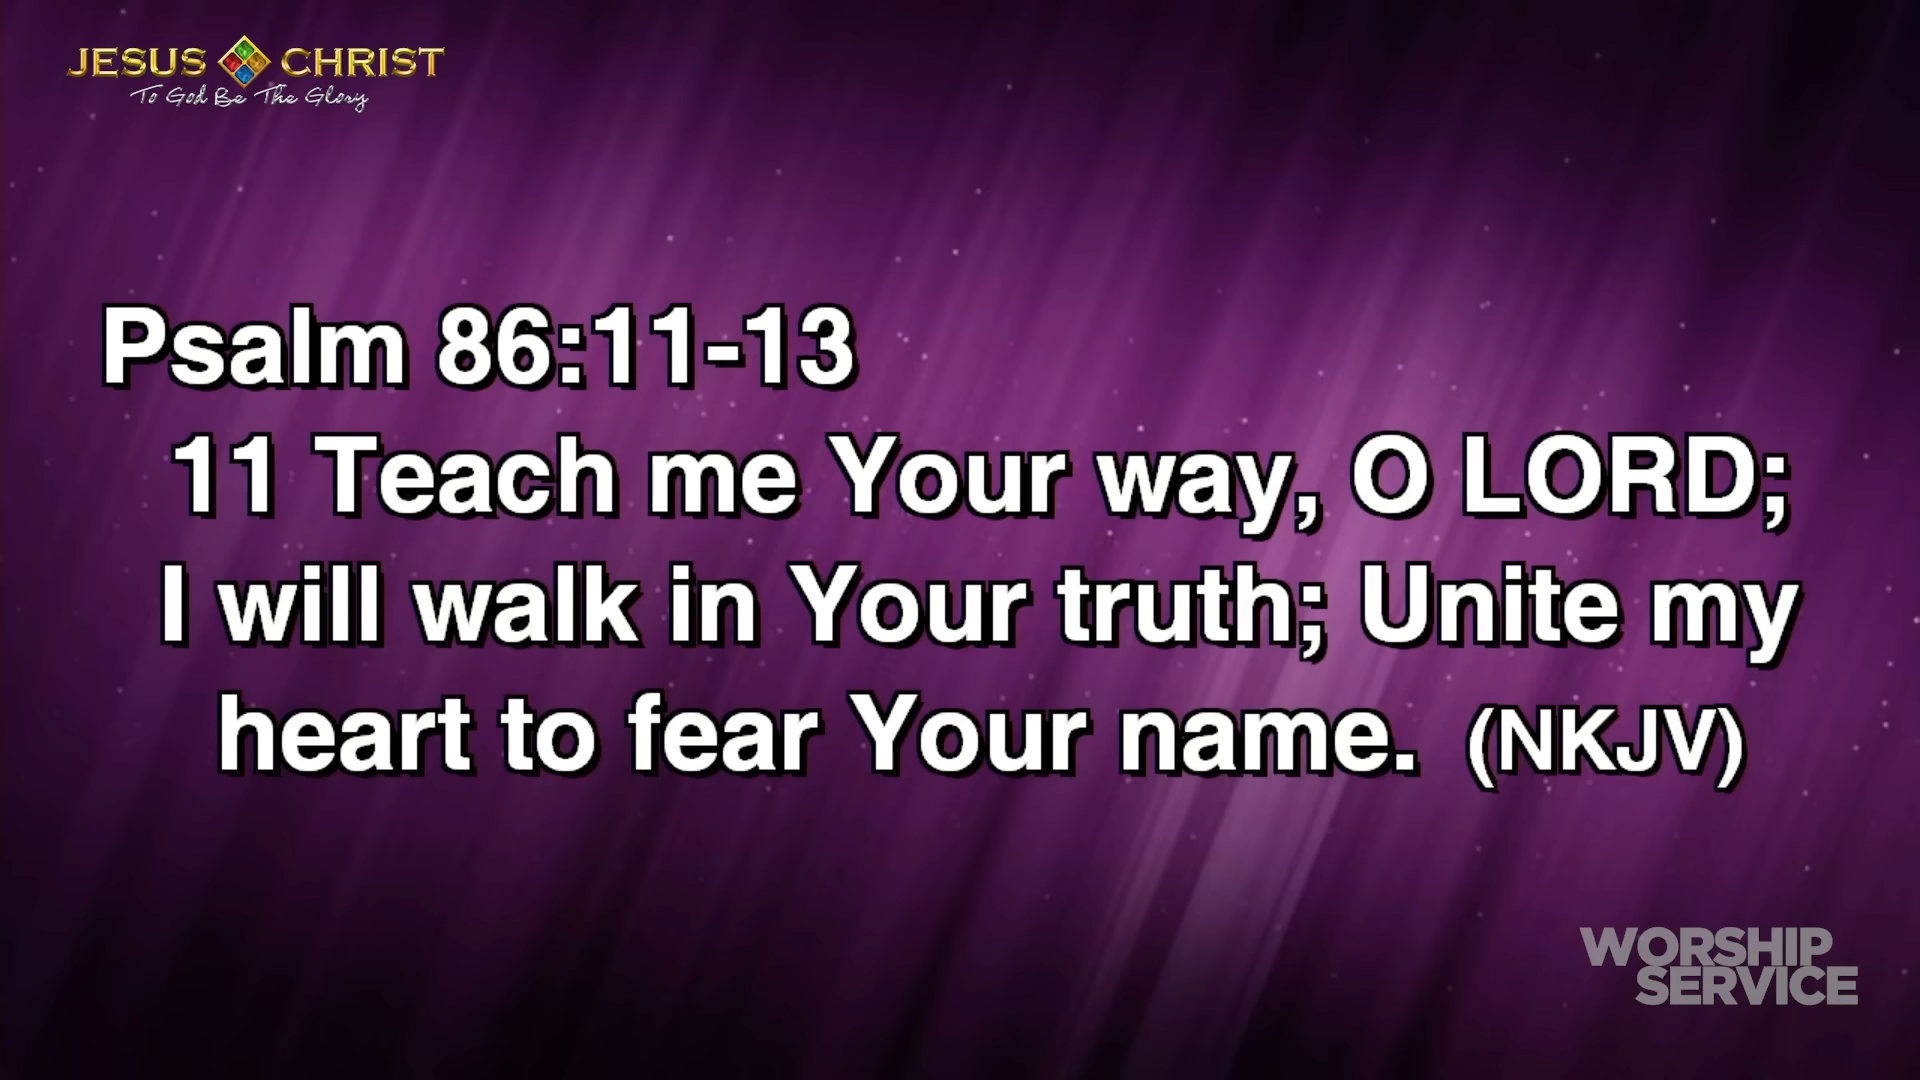 JESUS CHRIST
To God Be The Glory
Psalm 86:11-13
11 Teach me Your way, O LORD;
I will walk in Your truth; Unite my
heart to fear Your name. (NKJV)
WORSHIP
SERVICE